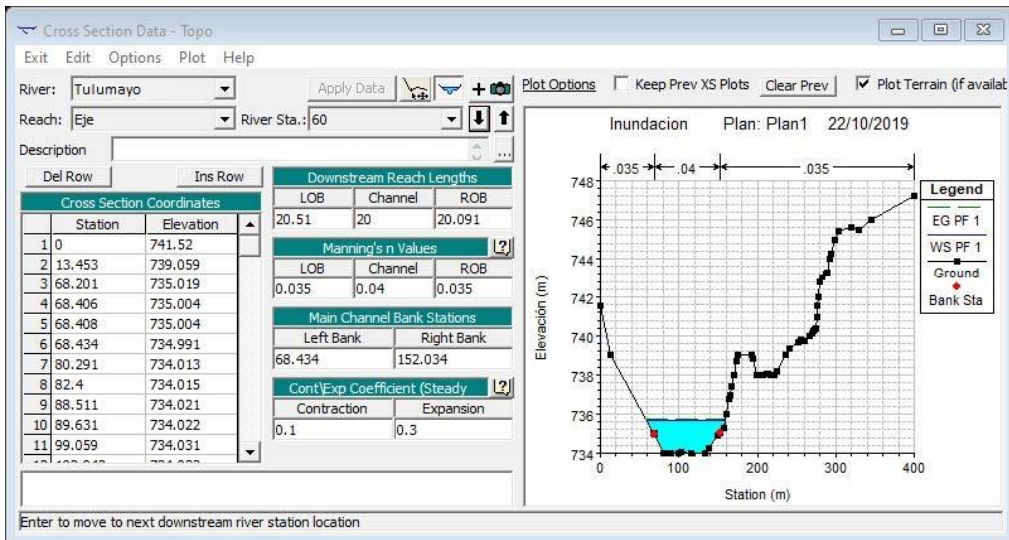 Cross Section Data - Topo
Exit Edit Options Plot Help
River: Tulumayo Apply Data Plot Options Keep Prev XS Plots Clear Prev Plot Terrain (if availab
Reach: Eje River Sta.: 60
Description ...
Del Row Ins Row
Cross Section Coordinates
Station Elevation
1 0 741.52
2 13.453 739.059
3 68.201 735.019
4 68.406 735.004
5 68.408 735.004
6 68.434 734.991
7 80.291 734.013
8 82.4 734.015
9 88.511 734.021
10 89.631 734.022
11 99.059 734.031
Downstream Reach Lengths
LOB Channel ROB
20.51 20 20.091
Manning's n Values
LOB Channel ROB
0.035 0.04 0.035
Main Channel Bank Stations
Left Bank Right Bank
68.434 152.034
Cont\Exp Coefficient (Steady
Contraction Expansion
0.1 0.3
Inundacion Plan: Plan1 22/10/2019
.035 .04 .035
748
746
744
742
740
738
736
734
Elevación (m)
0 100 200 300 400
Station (m)
Legend
EG PF 1
WS PF 1
Ground
Bank Sta
Enter to move to next downstream river station location